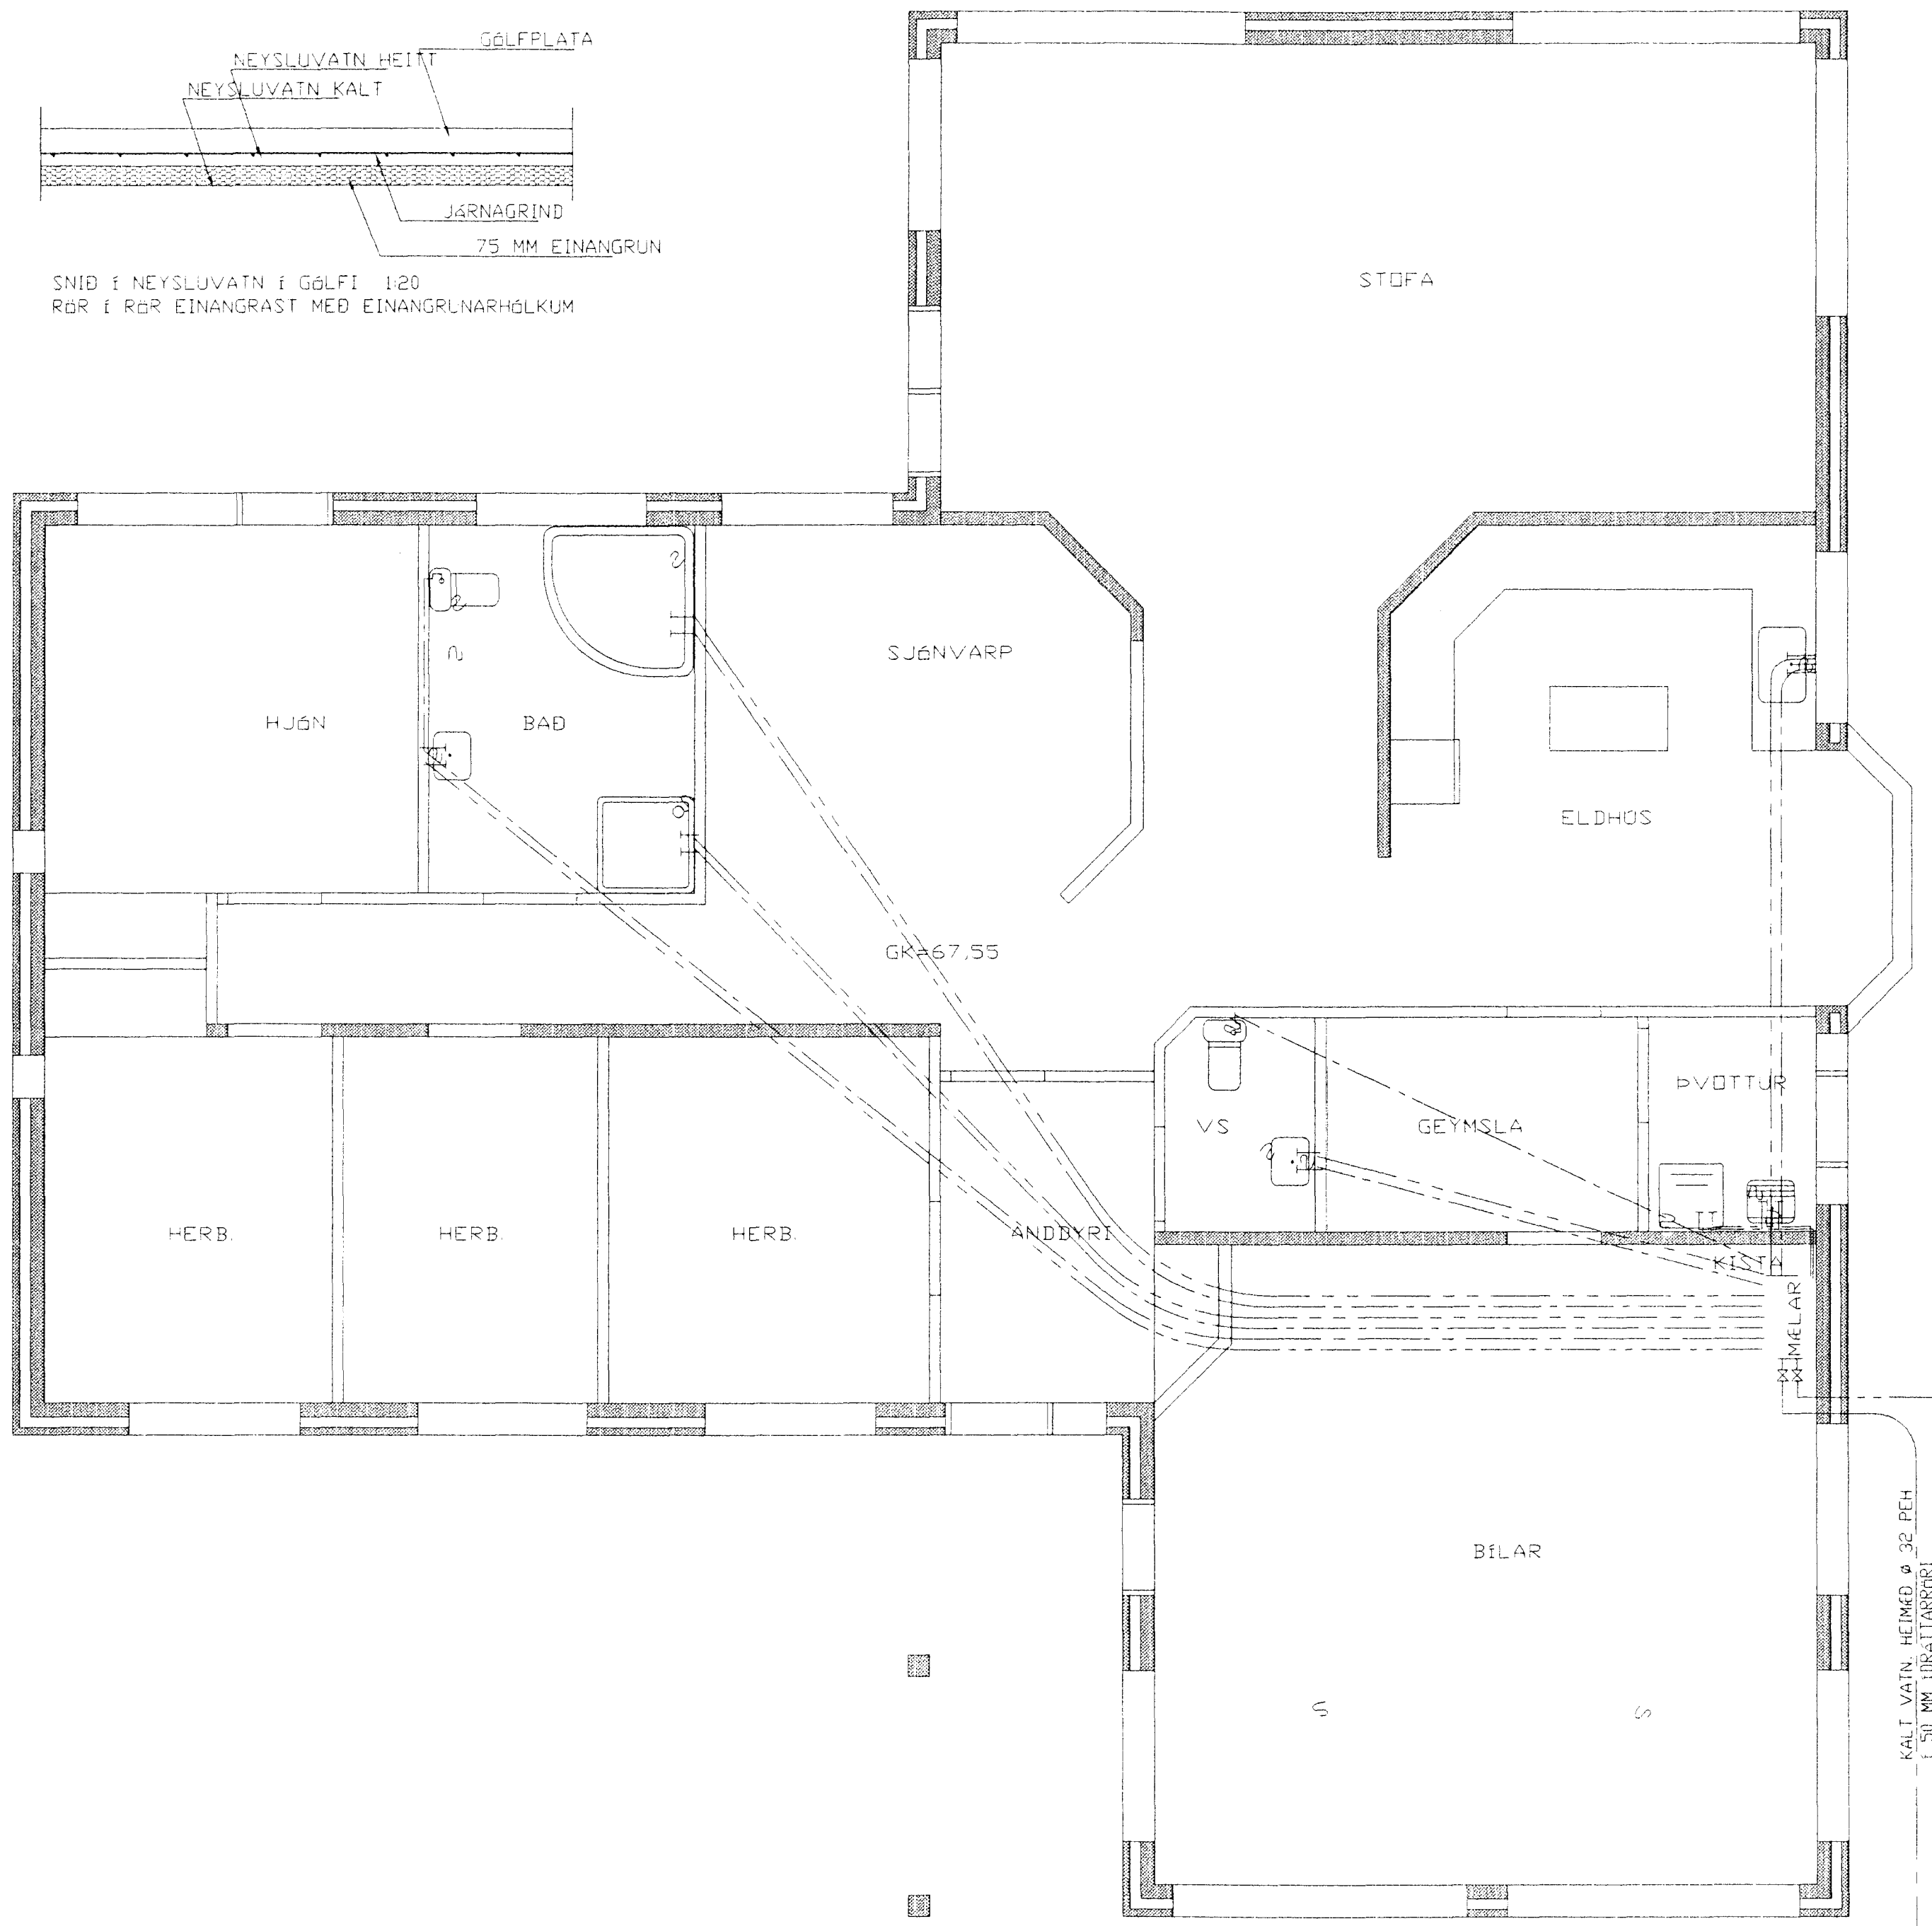 GÓLFPLATA
NEYSLUVATN HEITT
NEYSLUVATN KALT
JÁRNAGRIND
75 MM EINANGRUN
SNIÐ Í NEYSLUVATN Í GÓLFI 1:20
RÖR Í RÖR EINANGRAST MEÐ EINANGRUNARHÓLKUM
STOFA
SJÓNVARP
HJÓN
BAÐ
ELDHÚS
GK=67,55
ÞVOTTUR
VS
GEYMSLA
HERB.
HERB.
HERB.
ANDDYRI
KISTA
MÆLAR
BÍLAR
KALT VATN, HEIMÆÐ ø 32 PEH
Í 50 MM ÍDRÁTTARRÖRI